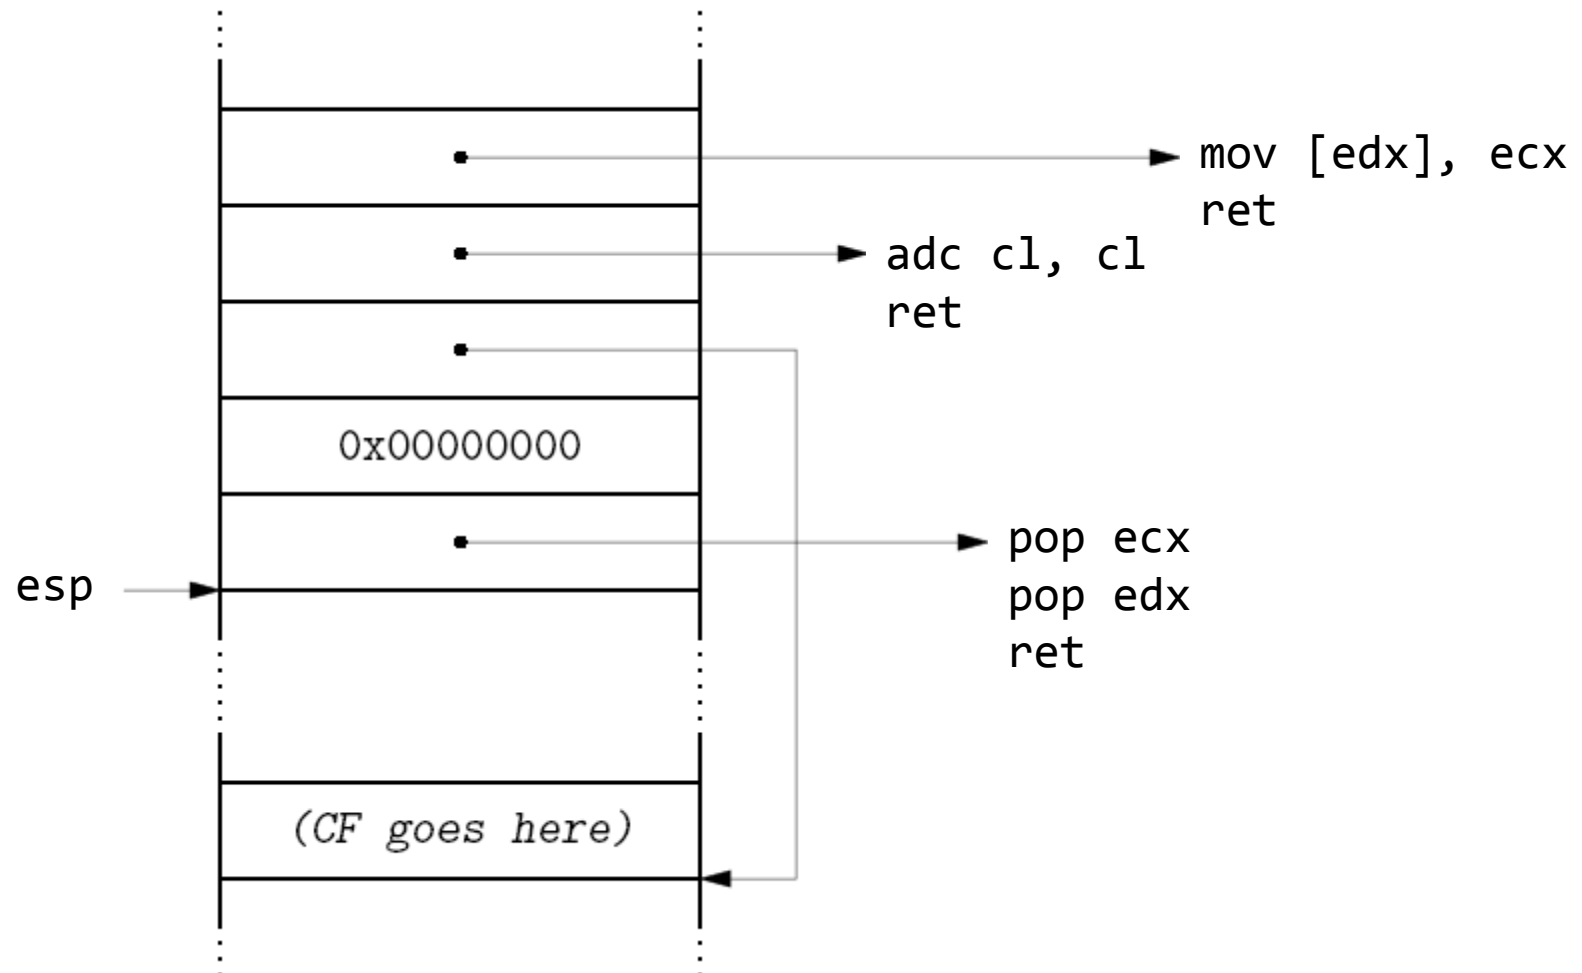 mov [edx], ecx
ret
adc cl, cl
ret
0x00000000
pop ecx
pop edx
ret
esp
(CF goes here)